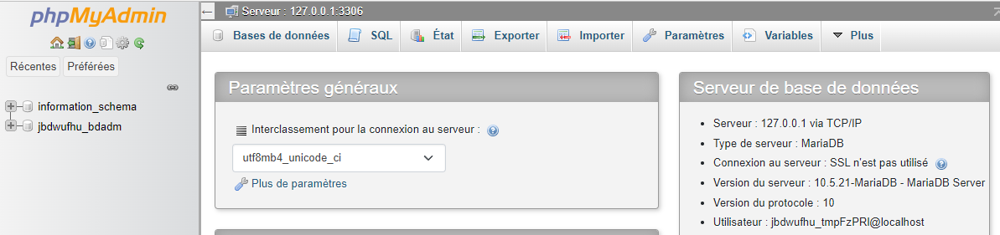 phpMyAdmin
Récentes Préférées
information_schema
jbdwufhu_bdadm
Serveur : 127.0.0.1:3306
Bases de données SQL État Exporter Importer Paramètres Variables Plus
Paramètres généraux
Interclassement pour la connexion au serveur :
utf8mb4_unicode_ci
Plus de paramètres
Serveur de base de données
Serveur : 127.0.0.1 via TCP/IP
Type de serveur : MariaDB
Connexion au serveur : SSL n'est pas utilisé
Version du serveur : 10.5.21-MariaDB - MariaDB Server
Version du protocole : 10
Utilisateur : jbdwufhu_tmpFzPRl@localhost